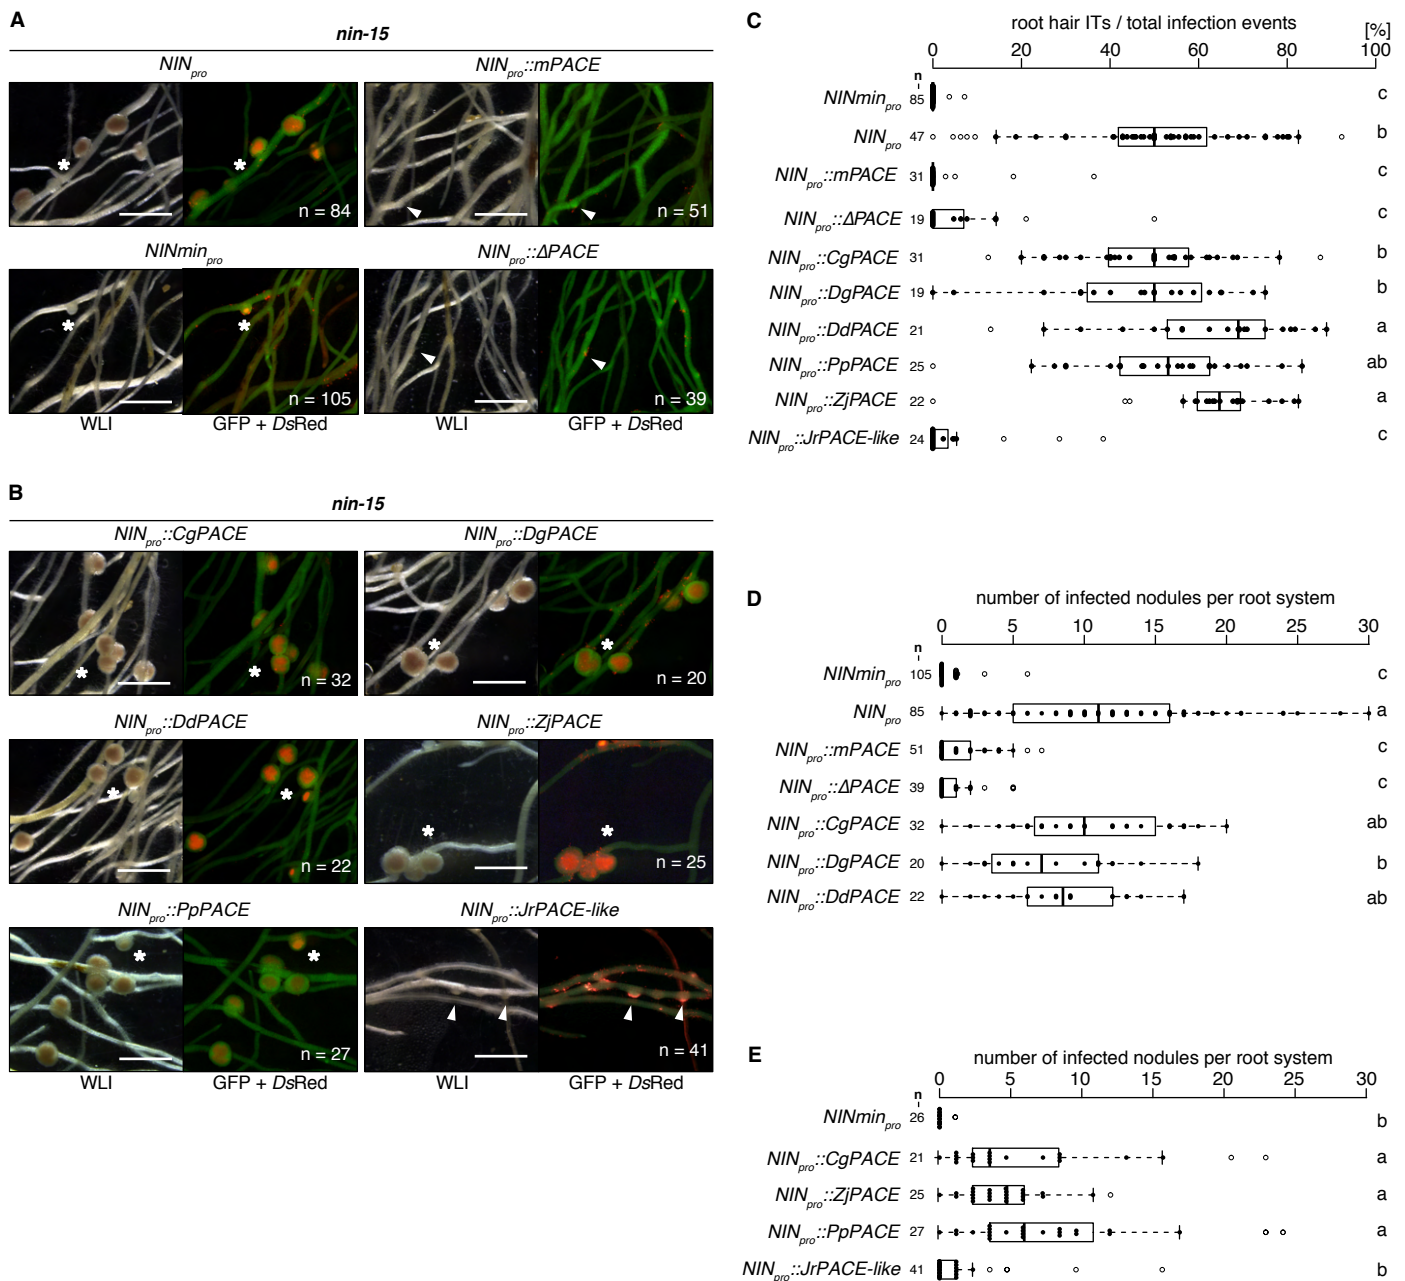 A
nin-15
NINpro
NINpro::mPACE
n = 84
n = 51
NINminpro
NINpro::ΔPACE
n = 105
n = 39
WLI
GFP + DsRed
WLI
GFP + DsRed
B
nin-15
NINpro::CgPACE
NINpro::DgPACE
n = 32
n = 20
NINpro::DdPACE
NINpro::ZjPACE
n = 22
n = 25
NINpro::PpPACE
NINpro::JrPACE-like
n = 27
n = 41
WLI
GFP + DsRed
WLI
GFP + DsRed
C
root hair ITs / total infection events
[%]
0 20 40 60 80 100
n
NINminpro 85 c
NINpro 47 b
NINpro::mPACE 31 c
NINpro::ΔPACE 19 c
NINpro::CgPACE 31 b
NINpro::DgPACE 19 b
NINpro::DdPACE 21 a
NINpro::PpPACE 25 ab
NINpro::ZjPACE 22 a
NINpro::JrPACE-like 24 c
D
number of infected nodules per root system
0 5 10 15 20 25 30
n
NINminpro 105 c
NINpro 85 a
NINpro::mPACE 51 c
NINpro::ΔPACE 39 c
NINpro::CgPACE 32 ab
NINpro::DgPACE 20 b
NINpro::DdPACE 22 ab
E
number of infected nodules per root system
0 5 10 15 20 25 30
n
NINminpro 26 b
NINpro::CgPACE 21 a
NINpro::ZjPACE 25 a
NINpro::PpPACE 27 a
NINpro::JrPACE-like 41 b